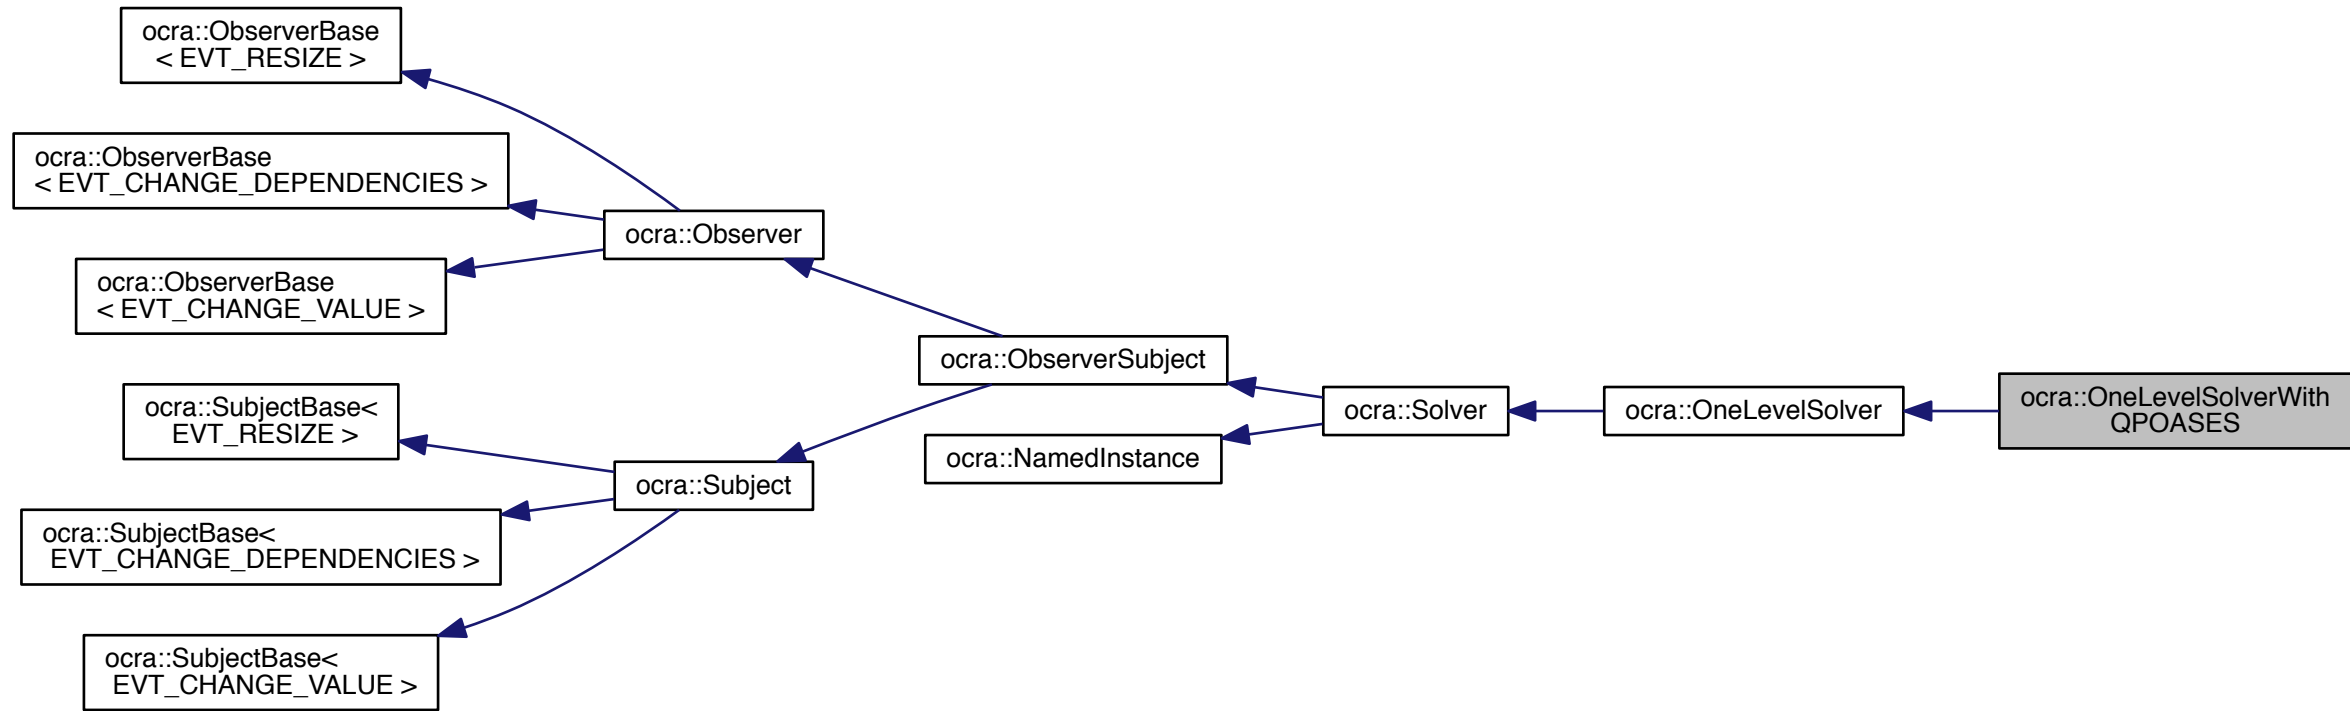 ocra::ObserverBase
< EVT_RESIZE >
ocra::ObserverBase
< EVT_CHANGE_DEPENDENCIES >
ocra::Observer
ocra::ObserverBase
< EVT_CHANGE_VALUE >
ocra::ObserverSubject
ocra::SubjectBase<
EVT_RESIZE >
ocra::Solver
ocra::OneLevelSolver
ocra::OneLevelSolverWith
QPOASES
ocra::NamedInstance
ocra::Subject
ocra::SubjectBase<
EVT_CHANGE_DEPENDENCIES >
ocra::SubjectBase<
EVT_CHANGE_VALUE >